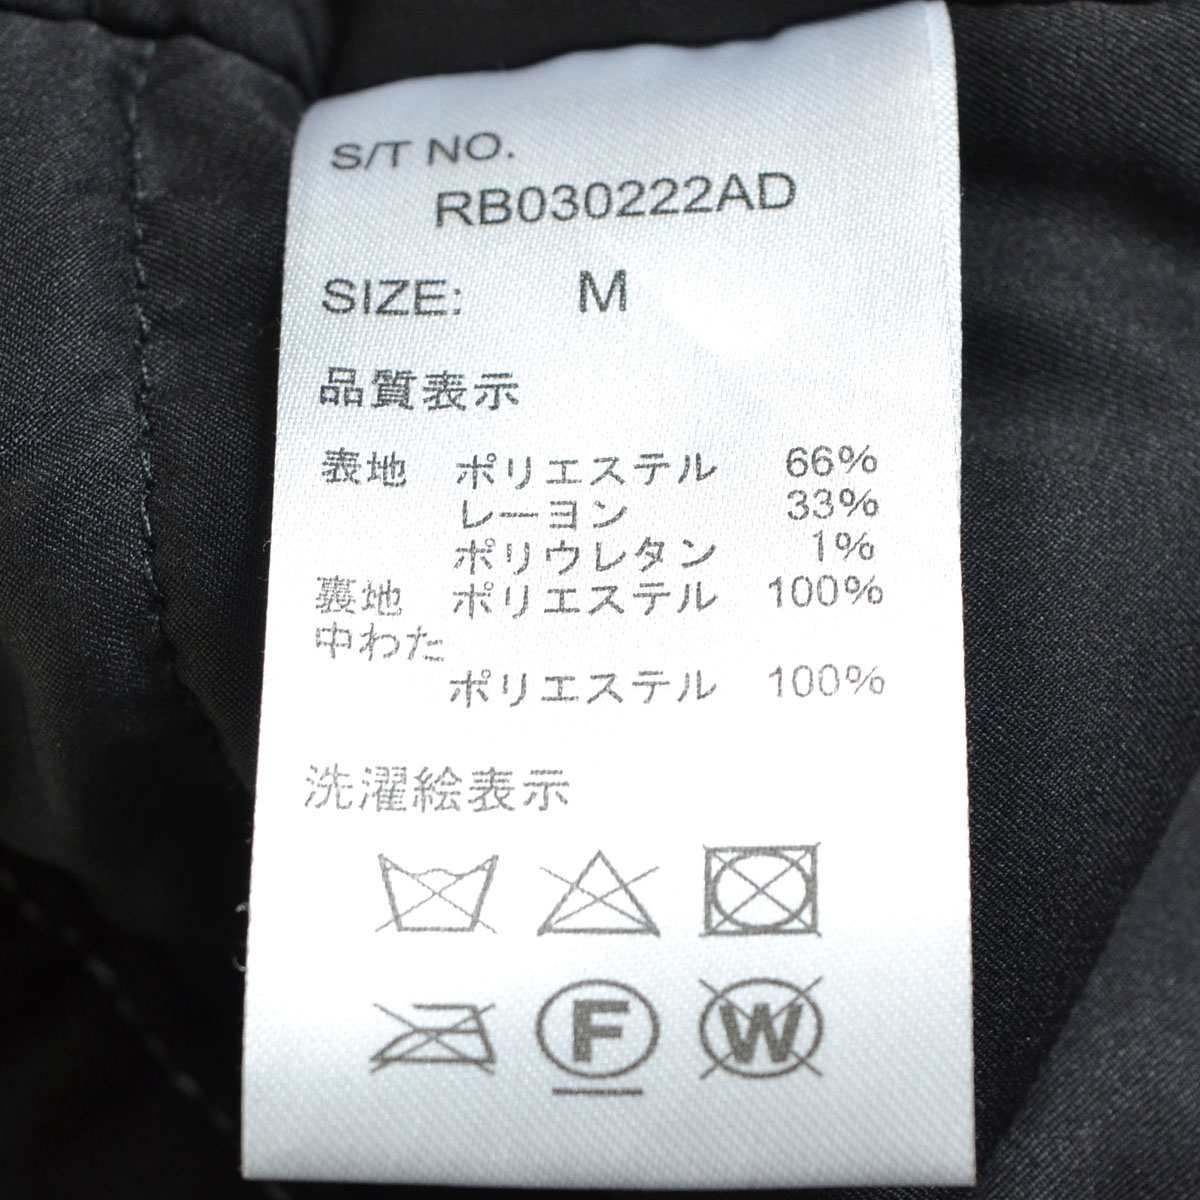 S/T NO.
RB030222AD
SIZE: M
品質表示
表地 ポリエステル 66%
レーヨン 33%
ポリウレタン 1%
裏地 ポリエステル 100%
中わた
ポリエステル 100%
洗濯絵表示
F W